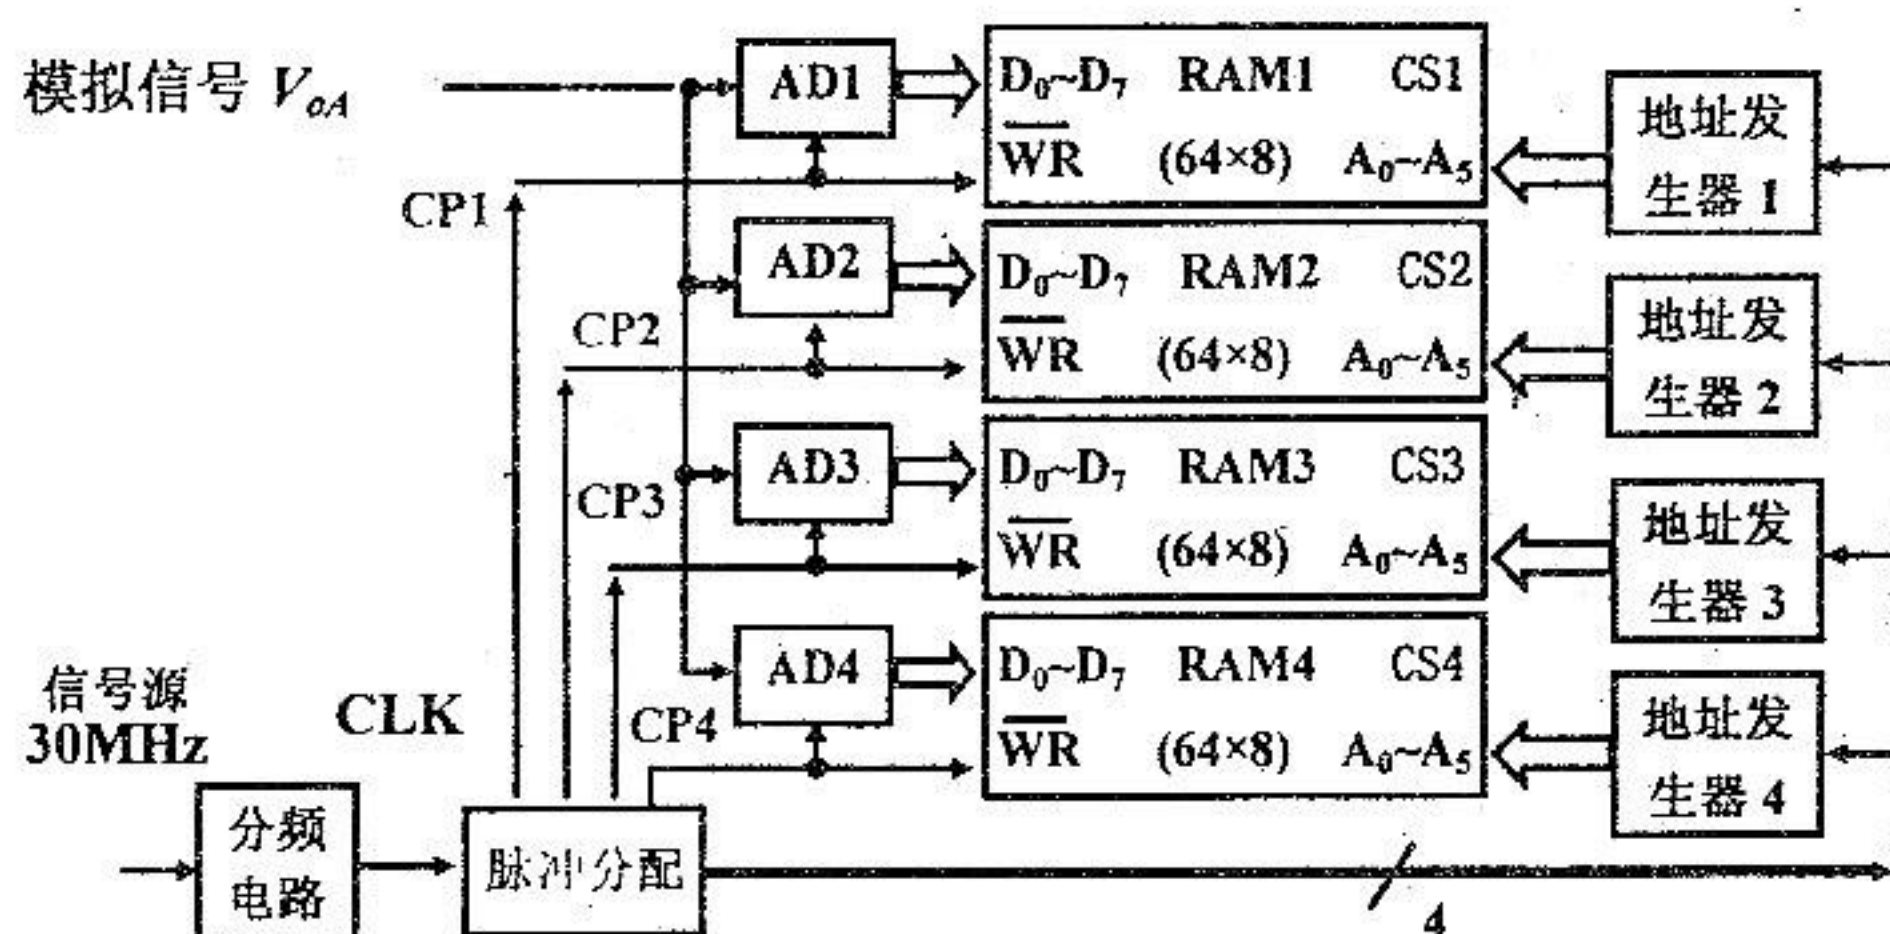 模拟信号 VoA
AD1
D0~D7 RAM1 CS1
WR (64×8) A0~A5
地址发
生器 1
CP1
AD2
D0~D7 RAM2 CS2
WR (64×8) A0~A5
地址发
生器 2
CP2
AD3
D0~D7 RAM3 CS3
WR (64×8) A0~A5
地址发
生器 3
CP3
AD4
D0~D7 RAM4 CS4
WR (64×8) A0~A5
地址发
生器 4
CP4
信号源
30MHz
CLK
分频
电路
脉冲分配
4